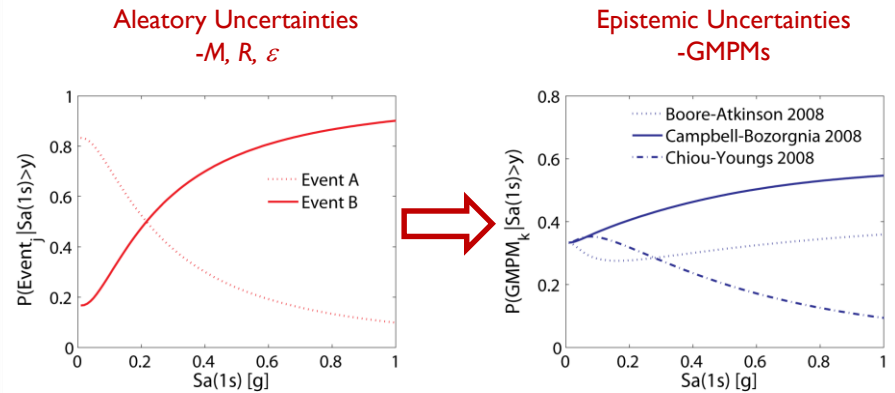 Aleatory Uncertainties
-M, R, ε
Epistemic Uncertainties
-GMPMs
P(Event_j|Sa(1s)>y)
1
0.8
0.6
0.4
0.2
0
Event A
Event B
0 0.2 0.4 0.6 0.8 1
Sa(1s) [g]
P(GMPM_k|Sa(1s)>y)
0.8
0.6
0.4
0.2
0
Boore-Atkinson 2008
Campbell-Bozorgnia 2008
Chiou-Youngs 2008
0 0.2 0.4 0.6 0.8 1
Sa(1s) [g]